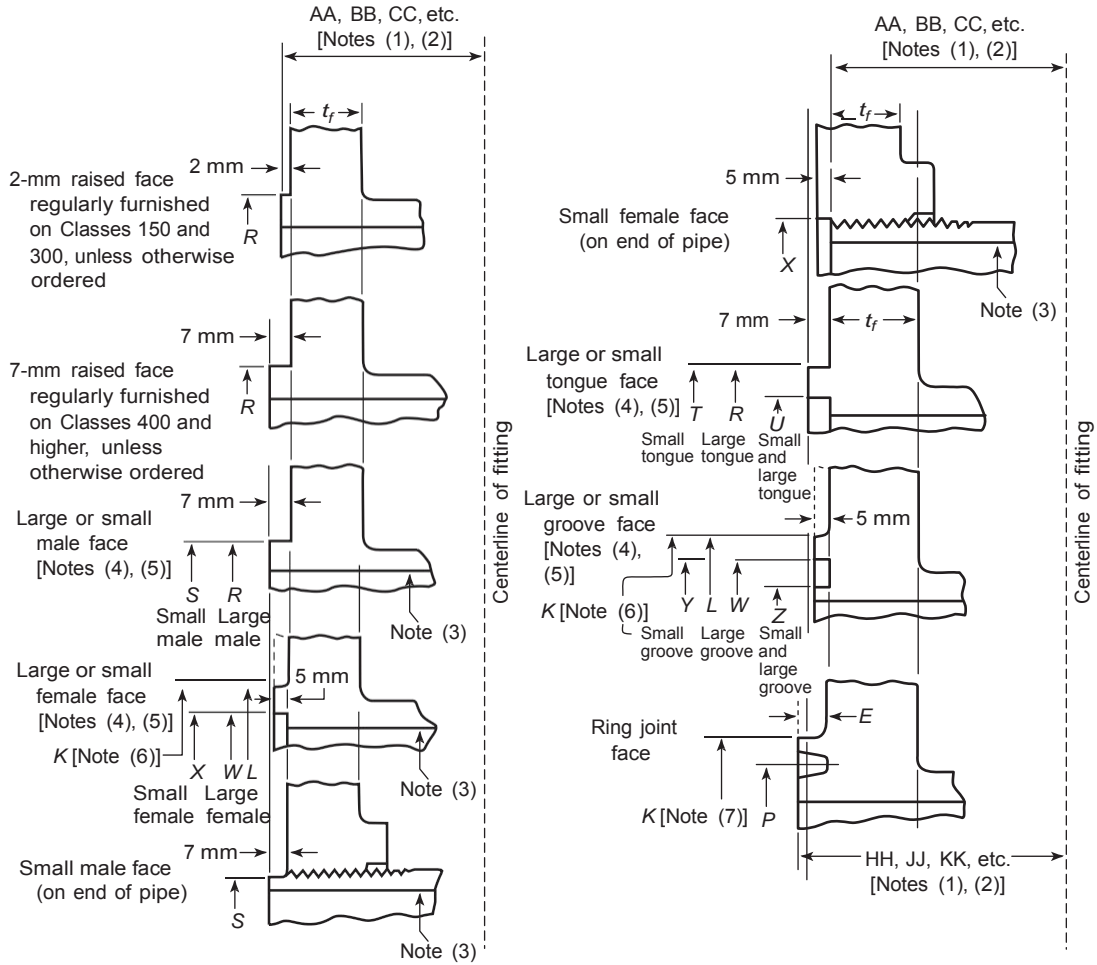 AA, BB, CC, etc.
[Notes (1), (2)]
t_f
2 mm
2-mm raised face
regularly furnished
on Classes 150 and
300, unless otherwise
ordered
R
7 mm
7-mm raised face
regularly furnished
on Classes 400 and
higher, unless
otherwise ordered
R
7 mm
Large or small
male face
[Notes (4), (5)]
S R
Small Large
male male
Note (3)
Large or small
female face
[Notes (4), (5)]
5 mm
K [Note (6)]
X W L
Small Large
female female
Note (3)
7 mm
Small male face
(on end of pipe)
S
Note (3)
Centerline of fitting
AA, BB, CC, etc.
[Notes (1), (2)]
t_f
5 mm
Small female face
(on end of pipe)
X
Note (3)
7 mm
t_f
Large or small
tongue face
[Notes (4), (5)]
T R U
Small Large Small
tongue tongue and
large
tongue
Large or small
groove face
[Notes (4),
(5)]
5 mm
K [Note (6)]
Y L W Z
Small Large Small
groove groove and
large
groove
Ring joint
face
E
K [Note (7)]
P
HH, JJ, KK, etc.
[Notes (1), (2)]
Centerline of fitting